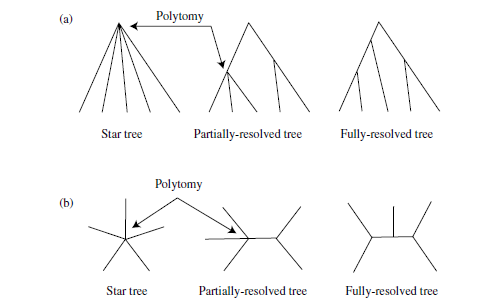 (a)
Polytomy
Star tree
Partially-resolved tree
Fully-resolved tree
(b)
Polytomy
Star tree
Partially-resolved tree
Fully-resolved tree